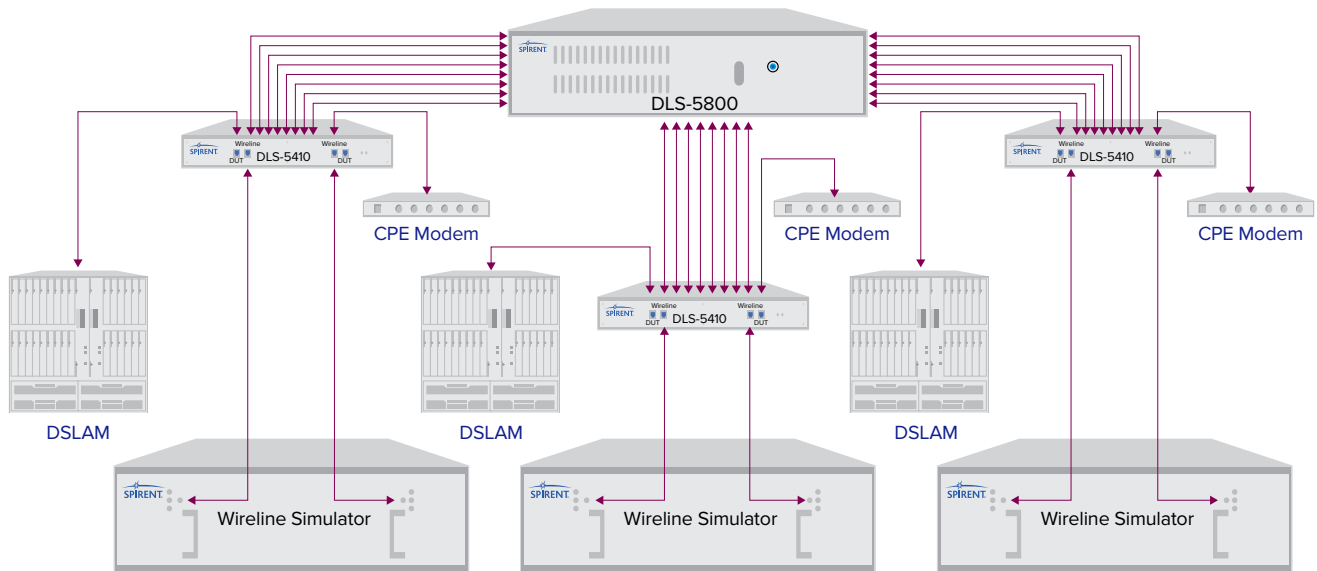 SPIRENT
DLS-5800
Wireline
Wireline
SPIRENT
DUT
DLS-5410
DUT
Wireline
Wireline
SPIRENT
DUT
DLS-5410
DUT
CPE Modem
CPE Modem
CPE Modem
Wireline
Wireline
SPIRENT
DUT
DLS-5410
DUT
DSLAM
DSLAM
DSLAM
SPIRENT
Wireline Simulator
SPIRENT
Wireline Simulator
SPIRENT
Wireline Simulator